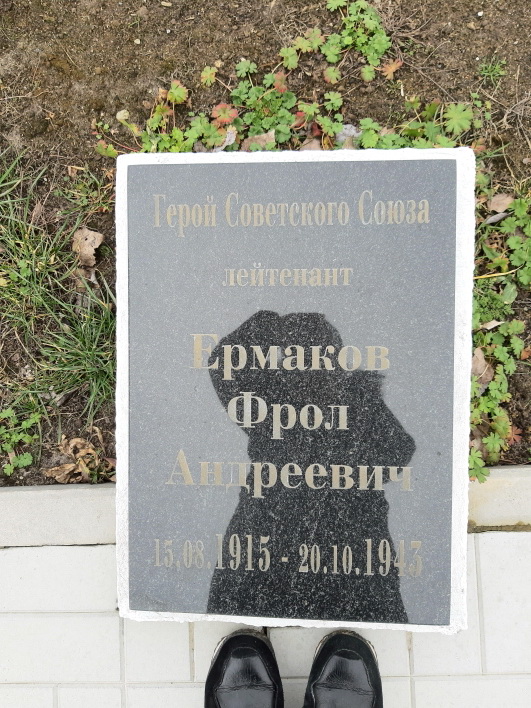 Герой Советского Союза
лейтенант
Ермаков
Фрол
Андреевич
15.08.1915 - 20.10.1943